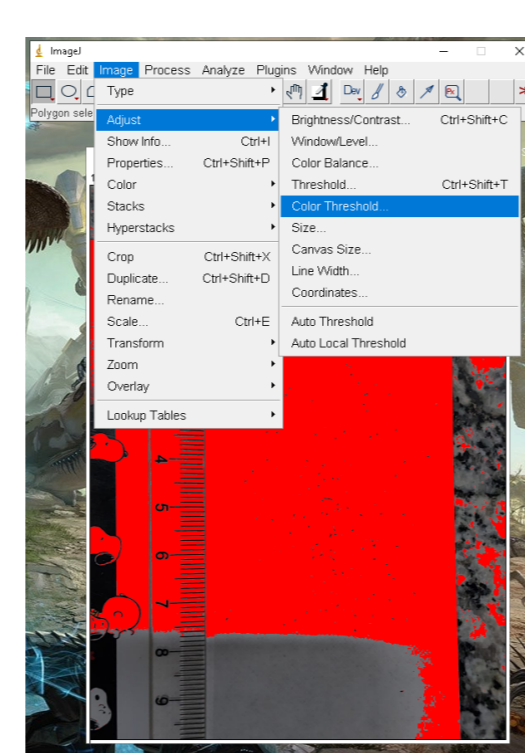 ImageJ
File Edit Image Process Analyze Plugins Window Help
Dev
Polygon sele
Type
Adjust
Show Info... Ctrl+I
Properties... Ctrl+Shift+P
Color
Stacks
Hyperstacks
Crop Ctrl+Shift+X
Duplicate... Ctrl+Shift+D
Rename...
Scale... Ctrl+E
Transform
Zoom
Overlay
Lookup Tables
Brightness/Contrast... Ctrl+Shift+C
Window/Level...
Color Balance...
Threshold... Ctrl+Shift+T
Color Threshold...
Size...
Canvas Size...
Line Width...
Coordinates...
Auto Threshold
Auto Local Threshold
4
5
6
7
8
9